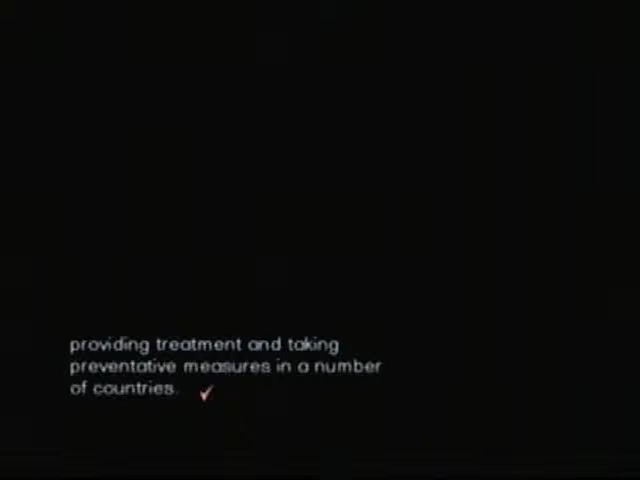 providing treatment and taking
preventative measures in a number
of countries.